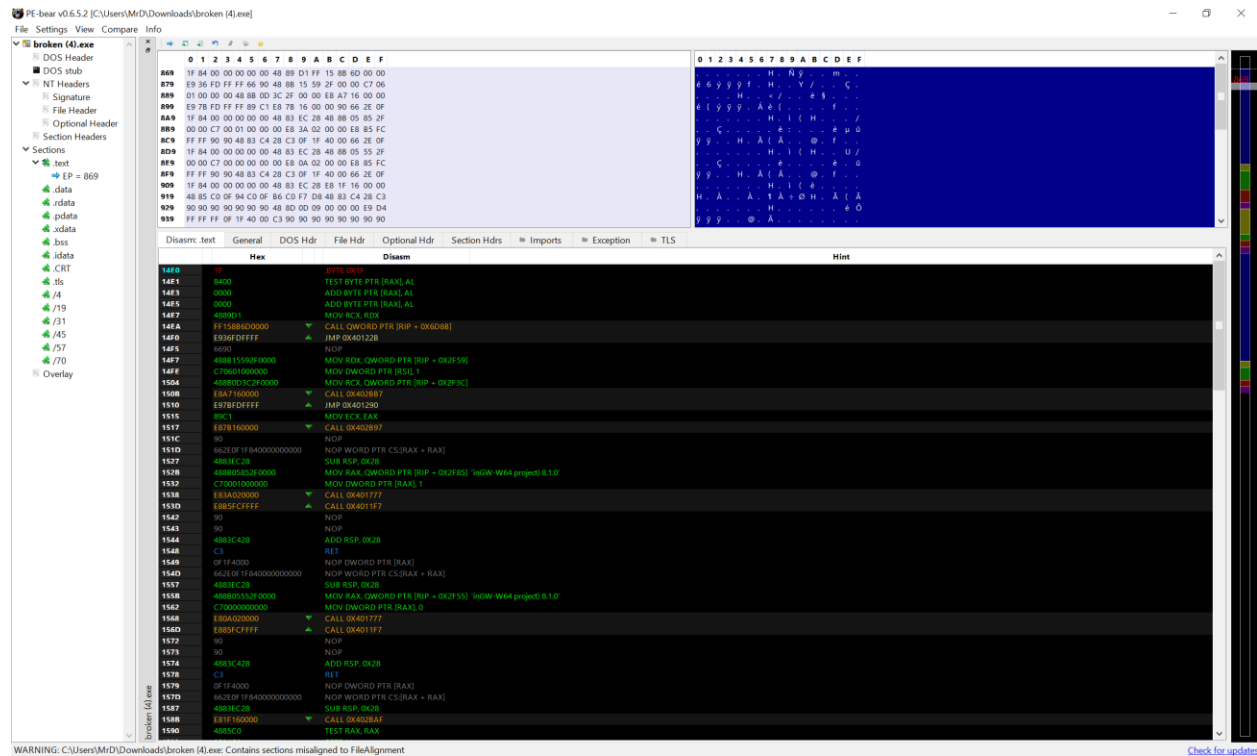 PE-bear v0.6.5.2 [C:\Users\MrD\Downloads\broken (4).exe]
File Settings View Compare Info
broken (4).exe
DOS Header
DOS stub
NT Headers
Signature
File Header
Optional Header
Section Headers
Sections
.text
EP = 869
.data
.rdata
.pdata
.xdata
.bss
.idata
.CRT
.tls
/4
/19
/31
/45
/57
/70
Overlay
0 1 2 3 4 5 6 7 8 9 A B C D E F
869 1F 84 00 00 00 00 00 48 89 D1 FF 15 8B 6D 00 00
879 E9 36 FD FF FF 66 90 48 8B 15 59 2F 00 00 C7 06
889 01 00 00 00 48 8B 0D 3C 2F 00 00 E8 A7 16 00 00
899 E9 7B FD FF FF 89 C1 E8 7B 16 00 00 90 66 2E 0F
8A9 1F 84 00 00 00 00 00 48 83 EC 28 48 8B 05 85 2F
8B9 00 00 C7 00 01 00 00 00 E8 3A 02 00 00 E8 B5 FC
8C9 FF FF 90 90 48 83 C4 28 C3 0F 1F 40 00 66 2E 0F
8D9 1F 84 00 00 00 00 00 48 83 EC 28 48 8B 05 55 2F
8E9 00 00 C7 00 00 00 00 00 E8 0A 02 00 00 E8 85 FC
8F9 FF FF 90 90 48 83 C4 28 C3 0F 1F 40 00 66 2E 0F
909 1F 84 00 00 00 00 00 48 83 EC 28 E8 1F 16 00 00
919 48 85 C0 0F 94 C0 0F B6 C0 F7 D8 48 83 C4 28 C3
929 90 90 90 90 90 90 90 48 8D 0D 09 00 00 00 E9 D4
939 FF FF FF 0F 1F 40 00 C3 90 90 90 90 90 90 90 90
0 1 2 3 4 5 6 7 8 9 A B C D E F
. . . . . . . H . Ñ ÿ . . m . .
é 6 ý ÿ ÿ f . H . . Y / . . Ç .
. . . . H . . < / . . è § . . .
é { ý ÿ ÿ . Á è { . . . . f . .
. . . . . . . H . ì ( H . . . /
. . Ç . . . . . è : . . . è µ ü
ÿ ÿ . . H . Ä ( Ã . . @ . f . .
. . . . . . . H . ì ( H . . U /
. . Ç . . . . . è . . . . è . ü
ÿ ÿ . . H . Ä ( Ã . . @ . f . .
. . . . . . . H . ì ( è . . . .
H . À . . À . ¶ À ÷ Ø H . Ä ( Ã
. . . . . . . H . . . . . . é Ô
ÿ ÿ ÿ . . @ . Ã . . . . . . . .
869
Disasm: .text General DOS Hdr File Hdr Optional Hdr Section Hdrs Imports Exception TLS
Hex Disasm Hint
14E0 1F .BYTE 0X1F
14E1 8400 TEST BYTE PTR [RAX], AL
14E3 0000 ADD BYTE PTR [RAX], AL
14E5 0000 ADD BYTE PTR [RAX], AL
14E7 4889D1 MOV RCX, RDX
14EA FF158B6D0000 CALL QWORD PTR [RIP + 0X6D8B]
14F0 E936FDFFFF JMP 0X40122B
14F5 6690 NOP
14F7 488B15592F0000 MOV RDX, QWORD PTR [RIP + 0X2F59]
14FE C70601000000 MOV DWORD PTR [RSI], 1
1504 488B0D3C2F0000 MOV RCX, QWORD PTR [RIP + 0X2F3C]
150B E8A7160000 CALL 0X402BB7
1510 E97BFDFFFF JMP 0X401290
1515 89C1 MOV ECX, EAX
1517 E87B160000 CALL 0X402B97
151C 90 NOP
151D 662E0F1F840000000000 NOP WORD PTR CS:[RAX + RAX]
1527 4883EC28 SUB RSP, 0X28
152B 488B05852F0000 MOV RAX, QWORD PTR [RIP + 0X2F85] 'inGW-W64 project) 8.1.0'
1532 C70001000000 MOV DWORD PTR [RAX], 1
1538 E83A020000 CALL 0X401777
153D E8B5FCFFFF CALL 0X4011F7
1542 90 NOP
1543 90 NOP
1544 4883C428 ADD RSP, 0X28
1548 C3 RET
1549 0F1F4000 NOP DWORD PTR [RAX]
154D 662E0F1F840000000000 NOP WORD PTR CS:[RAX + RAX]
1557 4883EC28 SUB RSP, 0X28
155B 488B05552F0000 MOV RAX, QWORD PTR [RIP + 0X2F55] 'inGW-W64 project) 8.1.0'
1562 C70000000000 MOV DWORD PTR [RAX], 0
1568 E80A020000 CALL 0X401777
156D E885FCFFFF CALL 0X4011F7
1572 90 NOP
1573 90 NOP
1574 4883C428 ADD RSP, 0X28
1578 C3 RET
1579 0F1F4000 NOP DWORD PTR [RAX]
157D 662E0F1F840000000000 NOP WORD PTR CS:[RAX + RAX]
1587 4883EC28 SUB RSP, 0X28
158B E81F160000 CALL 0X402BAF
1590 4885C0 TEST RAX, RAX
broken (4).exe
WARNING: C:\Users\MrD\Downloads\broken (4).exe: Contains sections misaligned to FileAlignment
Check for updates